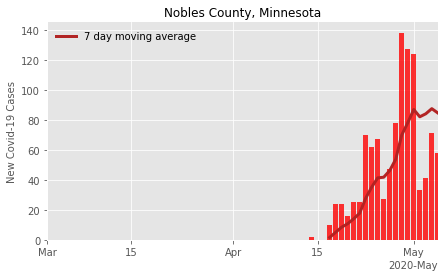 Nobles County, Minnesota
7 day moving average
New Covid-19 Cases
140
120
100
80
60
40
20
0
Mar 15 Apr 15 May
2020-May